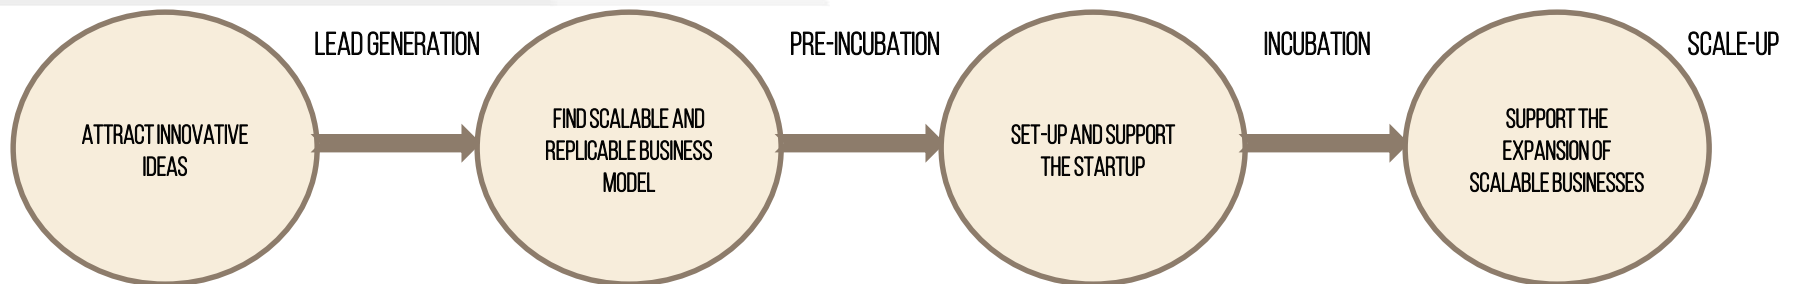 LEAD GENERATION
PRE-INCUBATION
INCUBATION
SCALE-UP
ATTRACT INNOVATIVE
IDEAS
FIND SCALABLE AND
REPLICABLE BUSINESS
MODEL
SET-UP AND SUPPORT
THE STARTUP
SUPPORT THE
EXPANSION OF
SCALABLE BUSINESSES